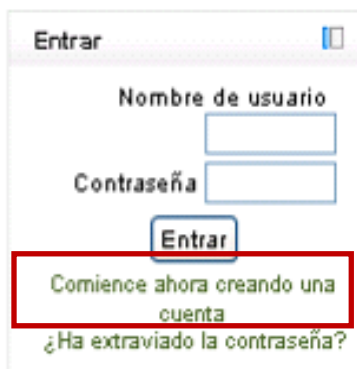 Entrar
Nombre de usuario
Contraseña
Entrar
Comience ahora creando una
cuenta
¿Ha extraviado la contraseña?